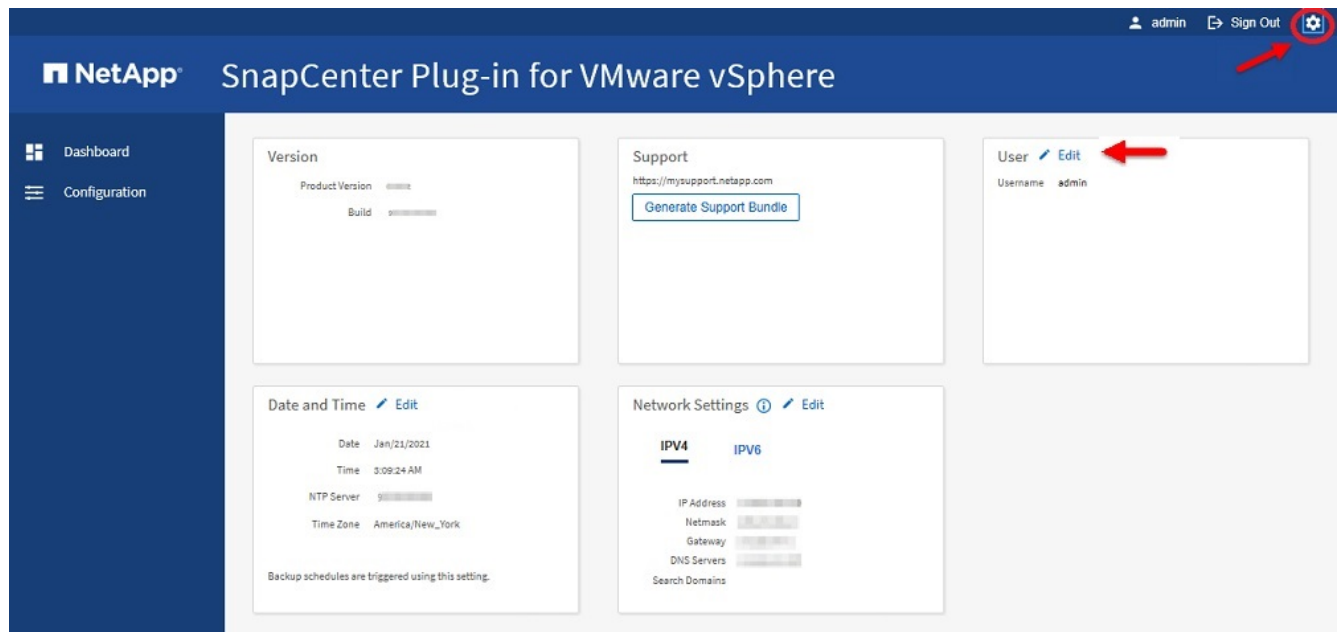 admin Sign Out
NetApp® SnapCenter Plug-in for VMware vSphere
Dashboard
Configuration
Version
Product Version
Build
Support
https://mysupport.netapp.com
Generate Support Bundle
User Edit
Username admin
Date and Time Edit
Date Jan/21/2021
Time 3:09:24 AM
NTP Server
Time Zone America/New_York
Backup schedules are triggered using this setting.
Network Settings Edit
IPV4 IPV6
IP Address
Netmask
Gateway
DNS Servers
Search Domains